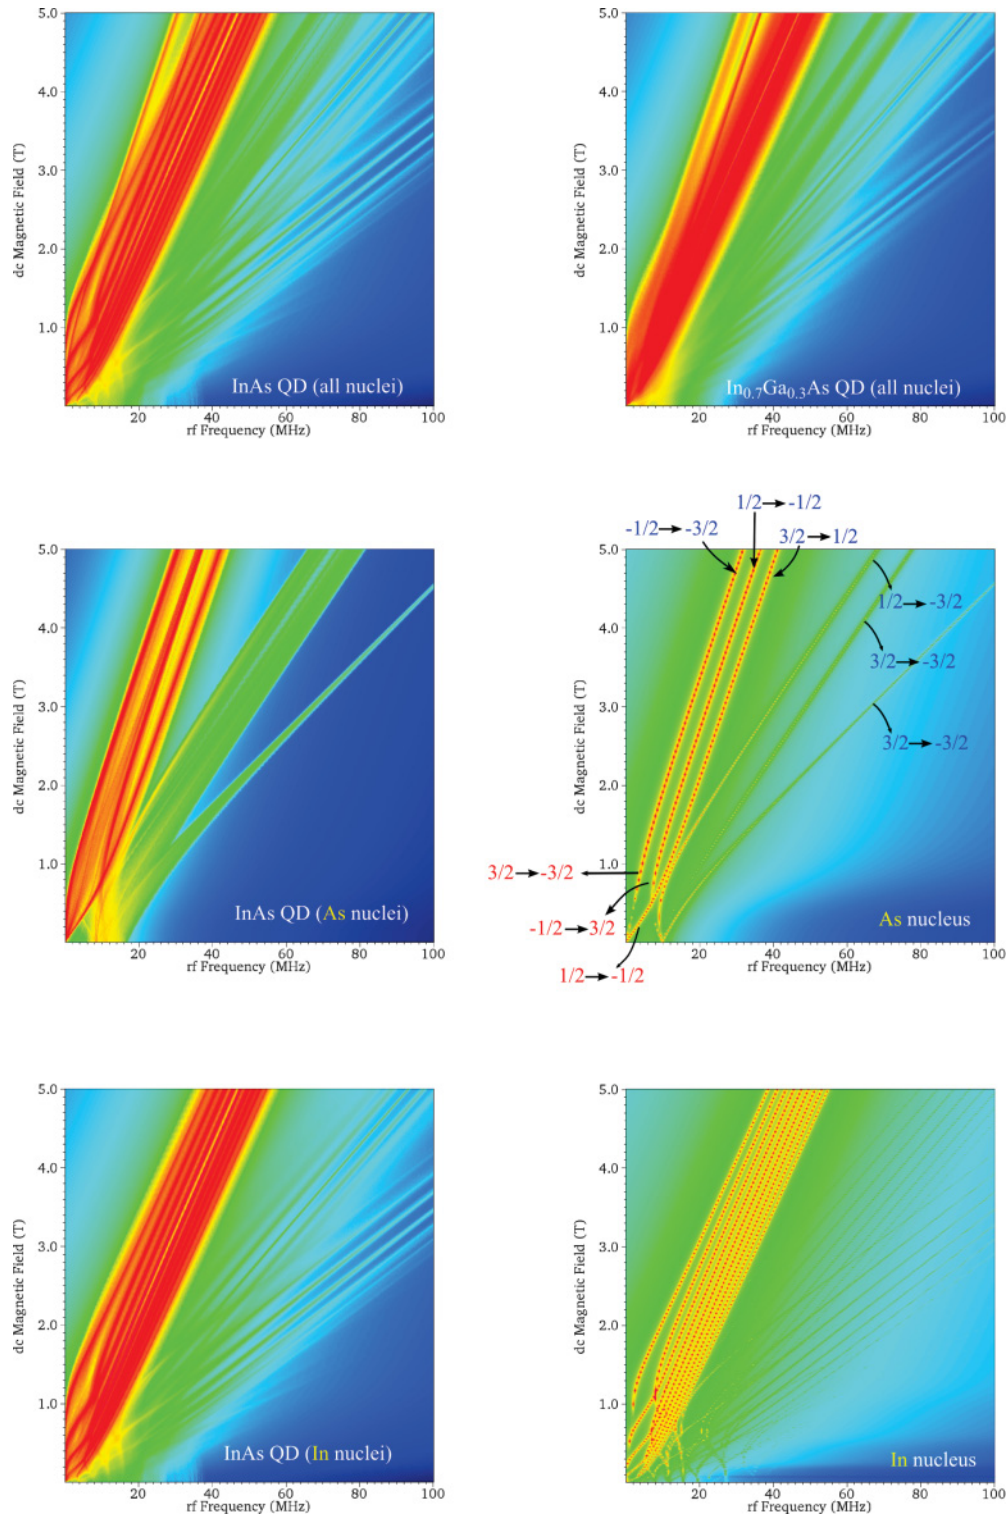 5.0
4.0
3.0
2.0
1.0
dc Magnetic Field (T)
InAs QD (all nuclei)
20 40 60 80 100
rf Frequency (MHz)
5.0
4.0
3.0
2.0
1.0
dc Magnetic Field (T)
In0.7Ga0.3As QD (all nuclei)
20 40 60 80 100
rf Frequency (MHz)
5.0
4.0
3.0
2.0
1.0
dc Magnetic Field (T)
InAs QD (As nuclei)
20 40 60 80 100
rf Frequency (MHz)
1/2→-1/2
-1/2→-3/2
3/2→1/2
5.0
4.0
3.0
2.0
1.0
dc Magnetic Field (T)
1/2→-3/2
3/2→-3/2
3/2→-3/2
3/2→-3/2
-1/2→3/2
1/2→-1/2
As nucleus
20 40 60 80 100
rf Frequency (MHz)
5.0
4.0
3.0
2.0
1.0
dc Magnetic Field (T)
InAs QD (In nuclei)
20 40 60 80 100
rf Frequency (MHz)
5.0
4.0
3.0
2.0
1.0
dc Magnetic Field (T)
In nucleus
20 40 60 80 100
rf Frequency (MHz)